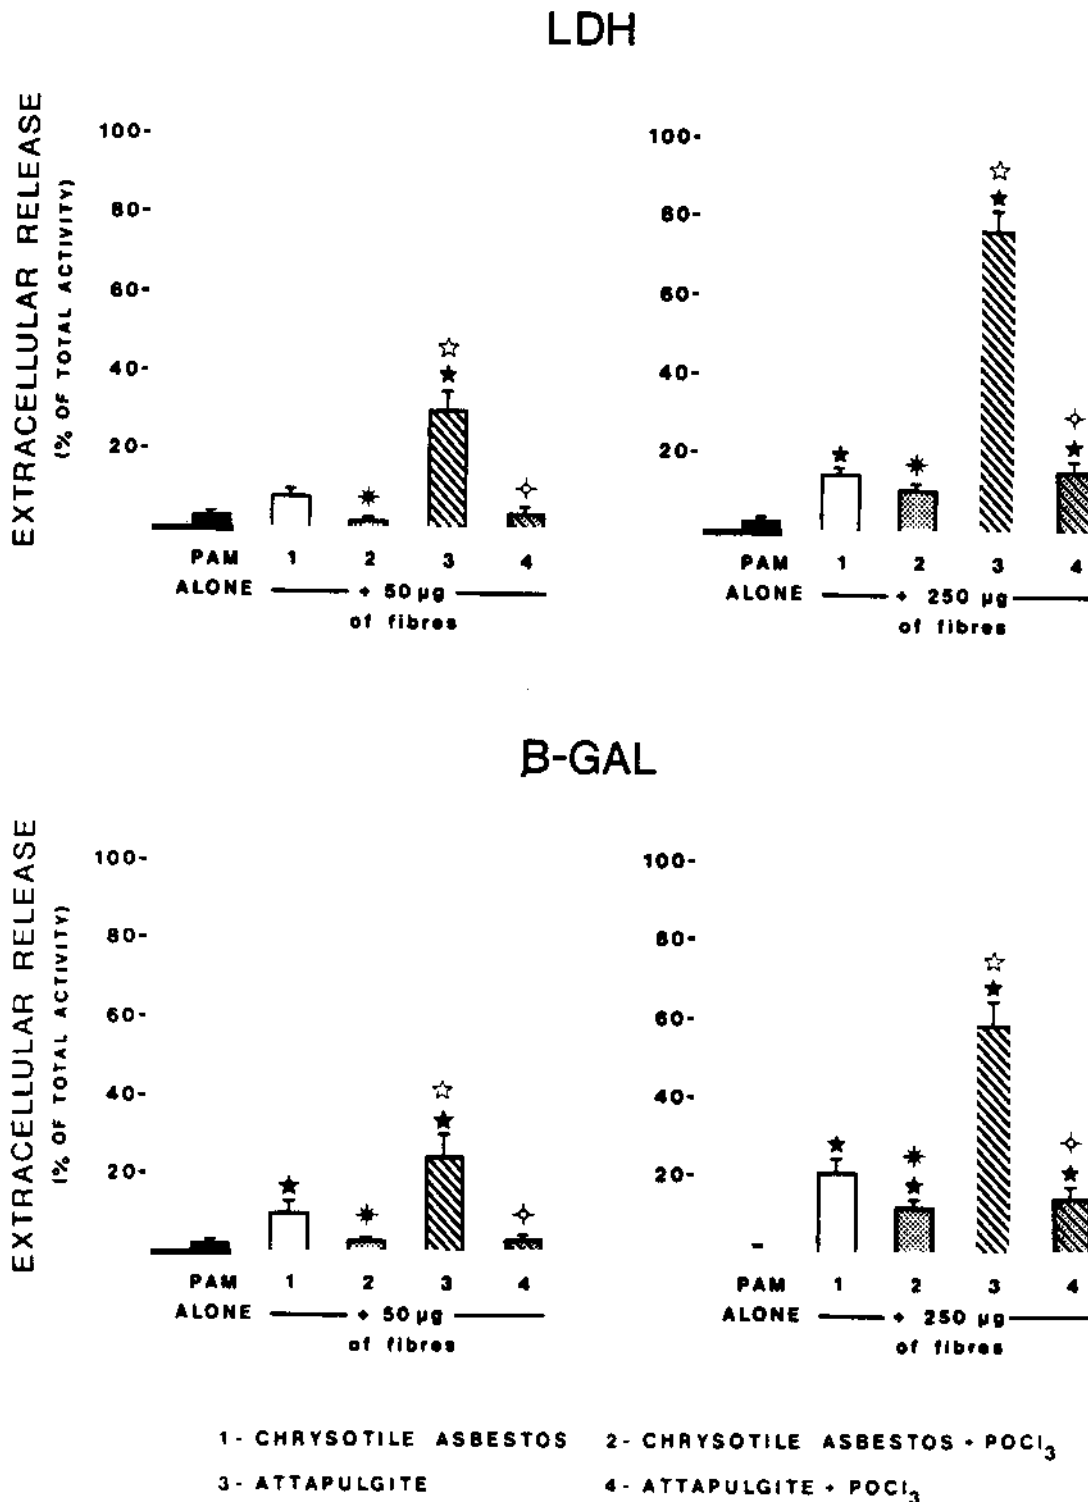 LDH
EXTRACELLULAR RELEASE
(% OF TOTAL ACTIVITY)
100-
80-
60-
40-
20-
PAM 1 2 3 4
ALONE + 50 µg
of fibres
100-
80-
60-
40-
20-
PAM 1 2 3 4
ALONE + 250 µg
of fibres
β-GAL
EXTRACELLULAR RELEASE
(% OF TOTAL ACTIVITY)
100-
80-
60-
40-
20-
PAM 1 2 3 4
ALONE + 50 µg
of fibres
100-
80-
60-
40-
20-
PAM 1 2 3 4
ALONE + 250 µg
of fibres
1- CHRYSOTILE ASBESTOS 2- CHRYSOTILE ASBESTOS + POCl₃
3- ATTAPULGITE 4- ATTAPULGITE + POCl₃